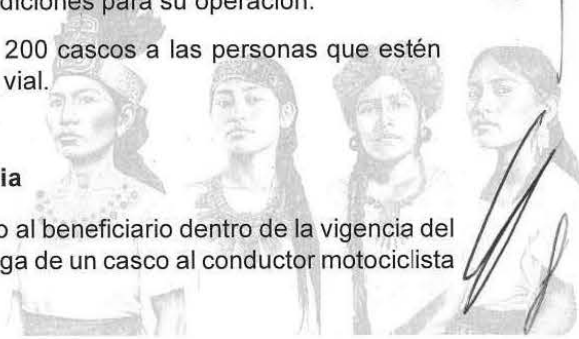 diciones para su operación.
200 cascos a las personas que estén
vial.
ia
o al beneficiario dentro de la vigencia del
ga de un casco al conductor motociclista